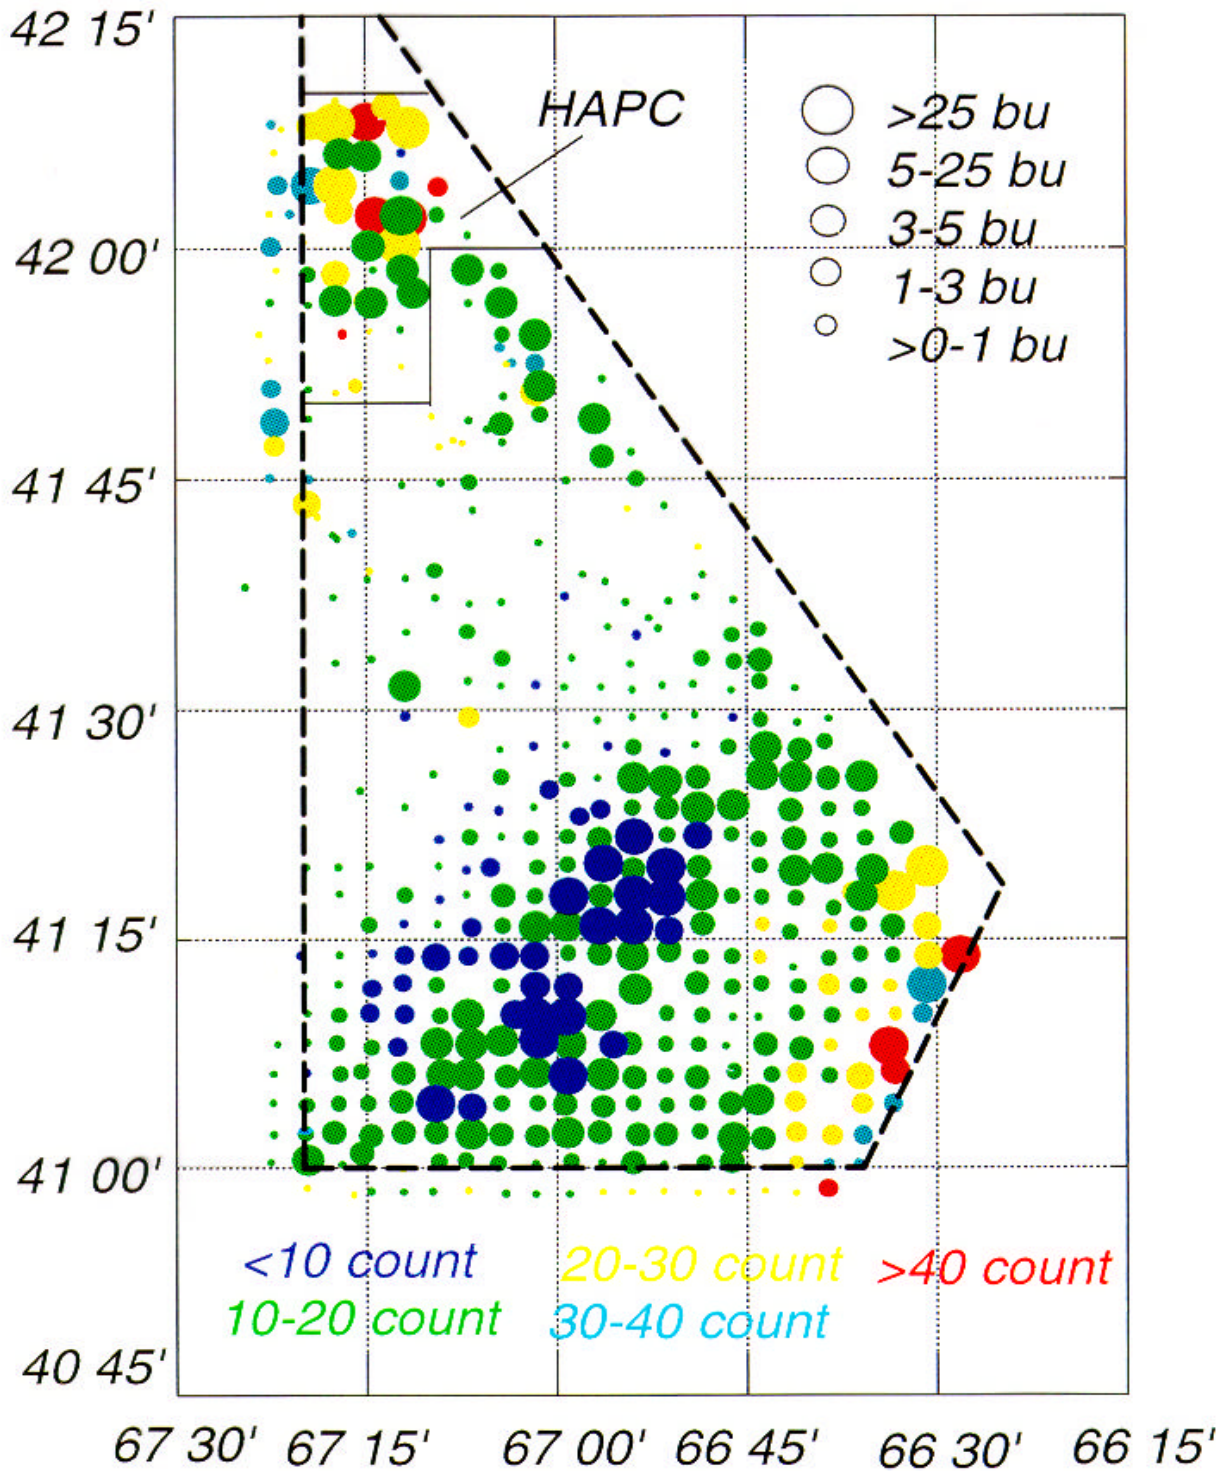 42 15'
HAPC
>25 bu
5-25 bu
3-5 bu
1-3 bu
>0-1 bu
42 00'
41 45'
41 30'
41 15'
41 00'
<10 count
20-30 count
>40 count
10-20 count
30-40 count
40 45'
67 30'
67 15'
67 00'
66 45'
66 30'
66 15'